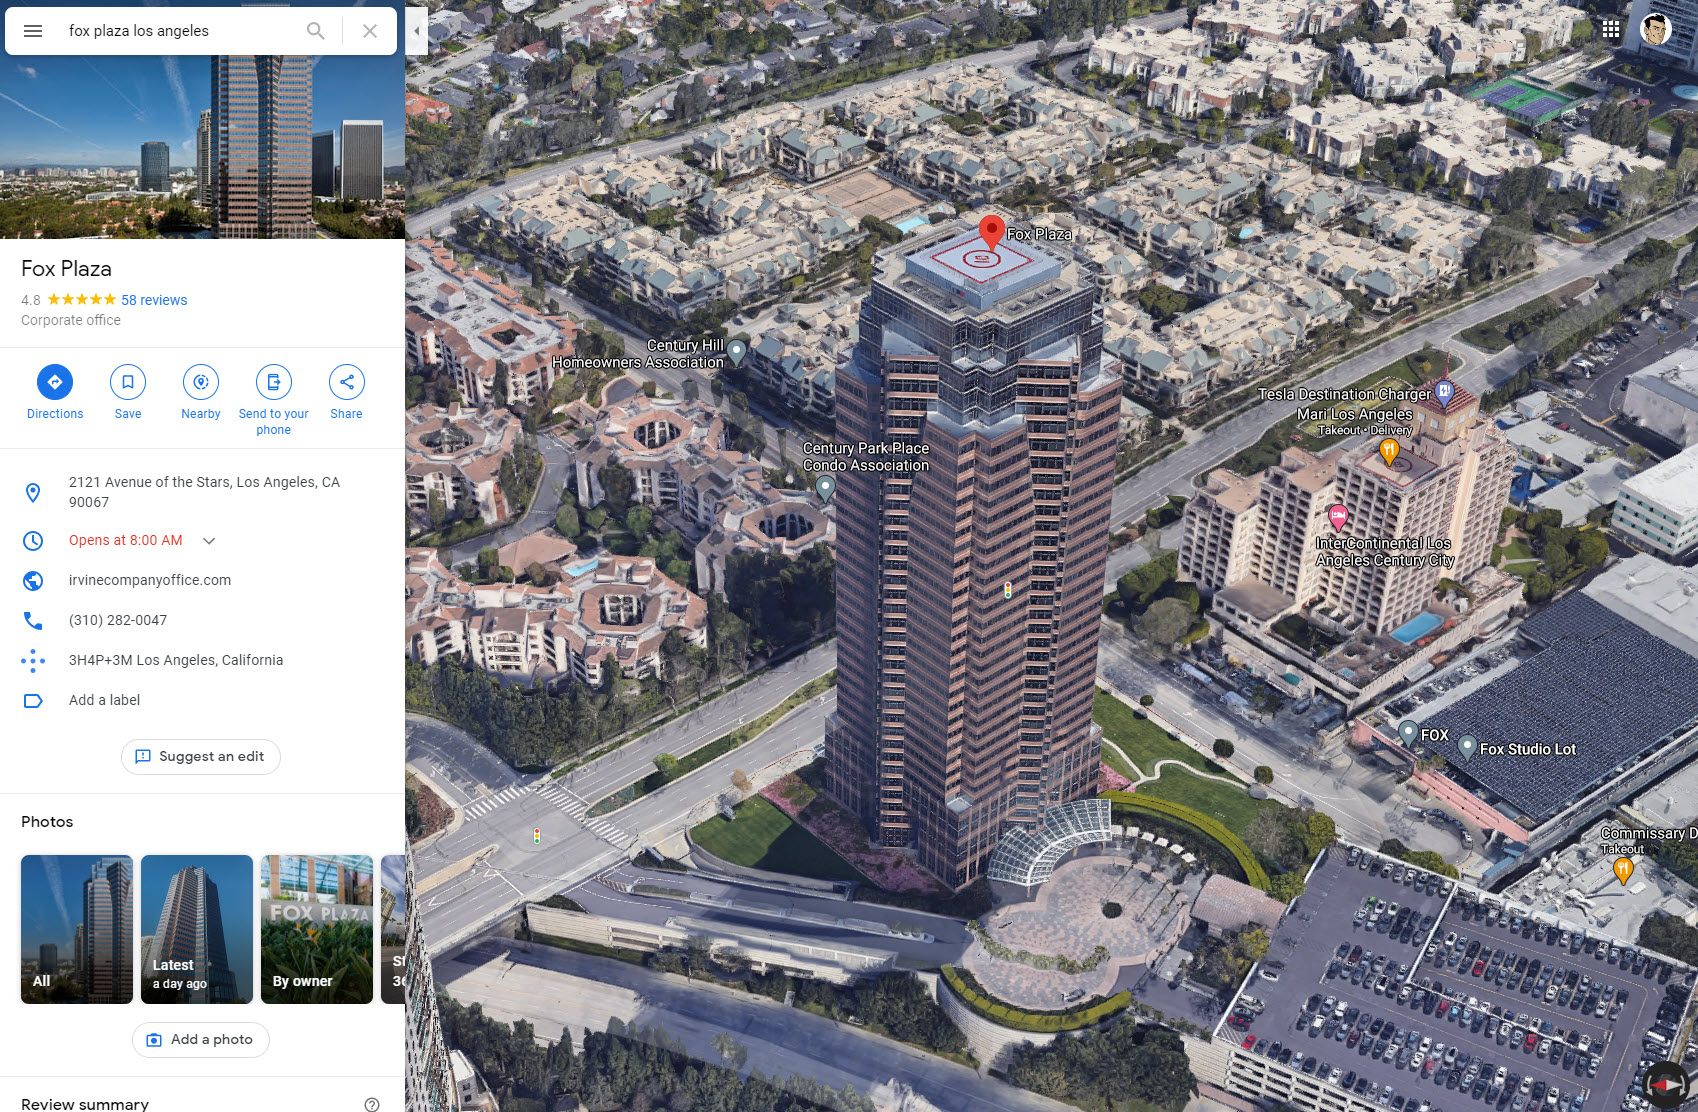 fox plaza los angeles
Fox Plaza
4.8
58 reviews
Corporate office
Directions
Save
Nearby
Send to your
phone
Share
2121 Avenue of the Stars, Los Angeles, CA
90067
Opens at 8:00 AM
irvinecompanyoffice.com
(310) 282-0047
3H4P+3M Los Angeles, California
Add a label
Suggest an edit
Photos
All
Latest
a day ago
FOX PLAZA
By owner
St
36
Add a photo
Review summary
Fox Plaza
Century Hill
Homeowners Association
Century Park Place
Condo Association
Tesla Destination Charger
Mari Los Angeles
Takeout • Delivery
InterContinental Los
Angeles Century City
FOX
Fox Studio Lot
Commissary D
Takeout